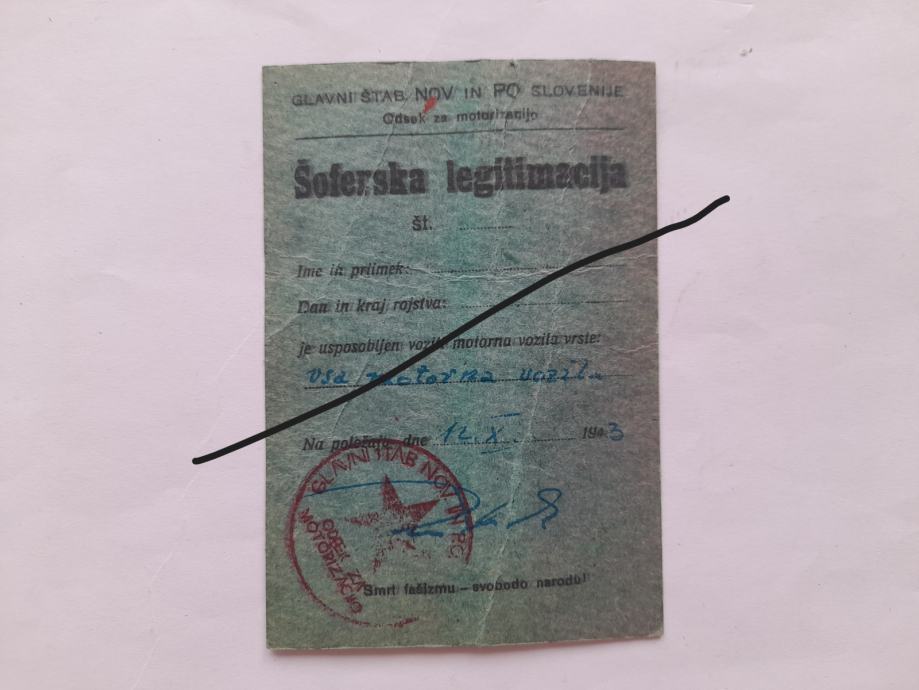 GLAVNI ŠTAB NOV IN PO SLOVENIJE
Odsek za motorizacijo
Šoferska legitimacija
št.
Ime in priimek:
Dan in kraj rojstva:
je usposobljen voziti motorna vozila vrste:
vsa motorna vozila
Na položaju dne 12. X. 1943
GLAVNI ŠTAB NOV IN PO
ODSEK ZA
MOTORIZACIJO
Smrt fašizmu – svobodo narodu!